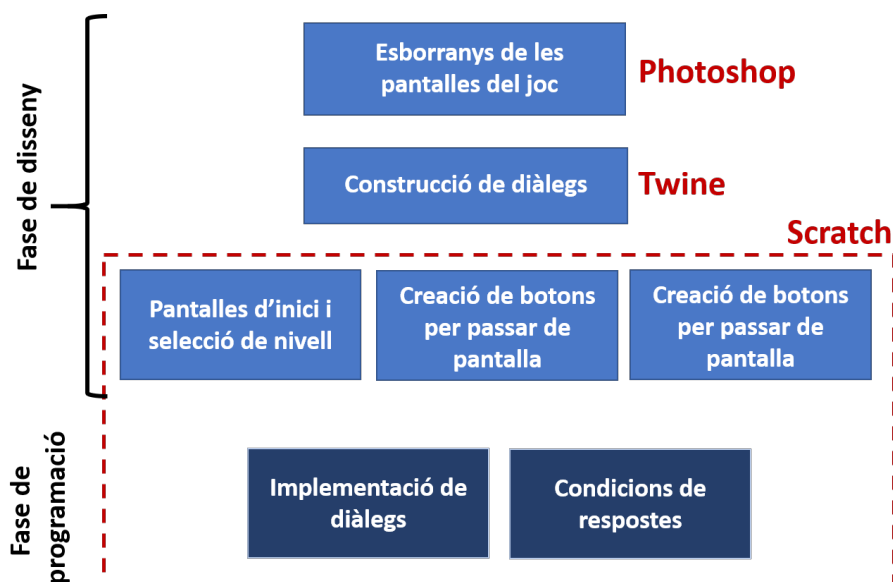 Fase de disseny
Esborranys de les
pantalles del joc
Photoshop
Construcció de diàlegs
Twine
Scratch
Pantalles d’inici i
selecció de nivell
Creació de botons
per passar de
pantalla
Creació de botons
per passar de
pantalla
Fase de
programació
Implementació de
diàlegs
Condicions de
respostes